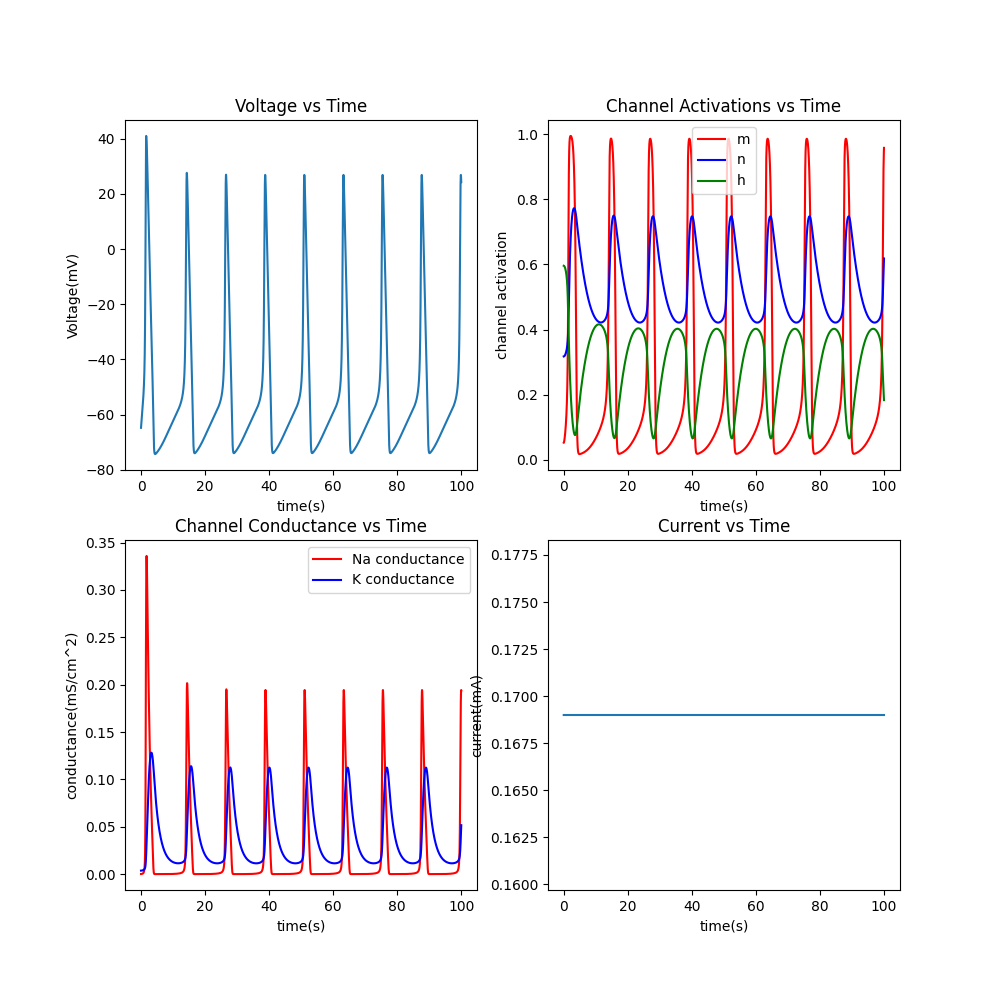 Voltage vs Time
Voltage(mV)
40
20
0
−20
−40
−60
−80
0 20 40 60 80 100
time(s)
Channel Activations vs Time
channel activation
1.0
0.8
0.6
0.4
0.2
0.0
m
n
h
0 20 40 60 80 100
time(s)
Channel Conductance vs Time
conductance(mS/cm^2)
0.35
0.30
0.25
0.20
0.15
0.10
0.05
0.00
Na conductance
K conductance
0 20 40 60 80 100
time(s)
Current vs Time
current(mA)
0.1775
0.1750
0.1725
0.1700
0.1675
0.1650
0.1625
0.1600
0 20 40 60 80 100
time(s)